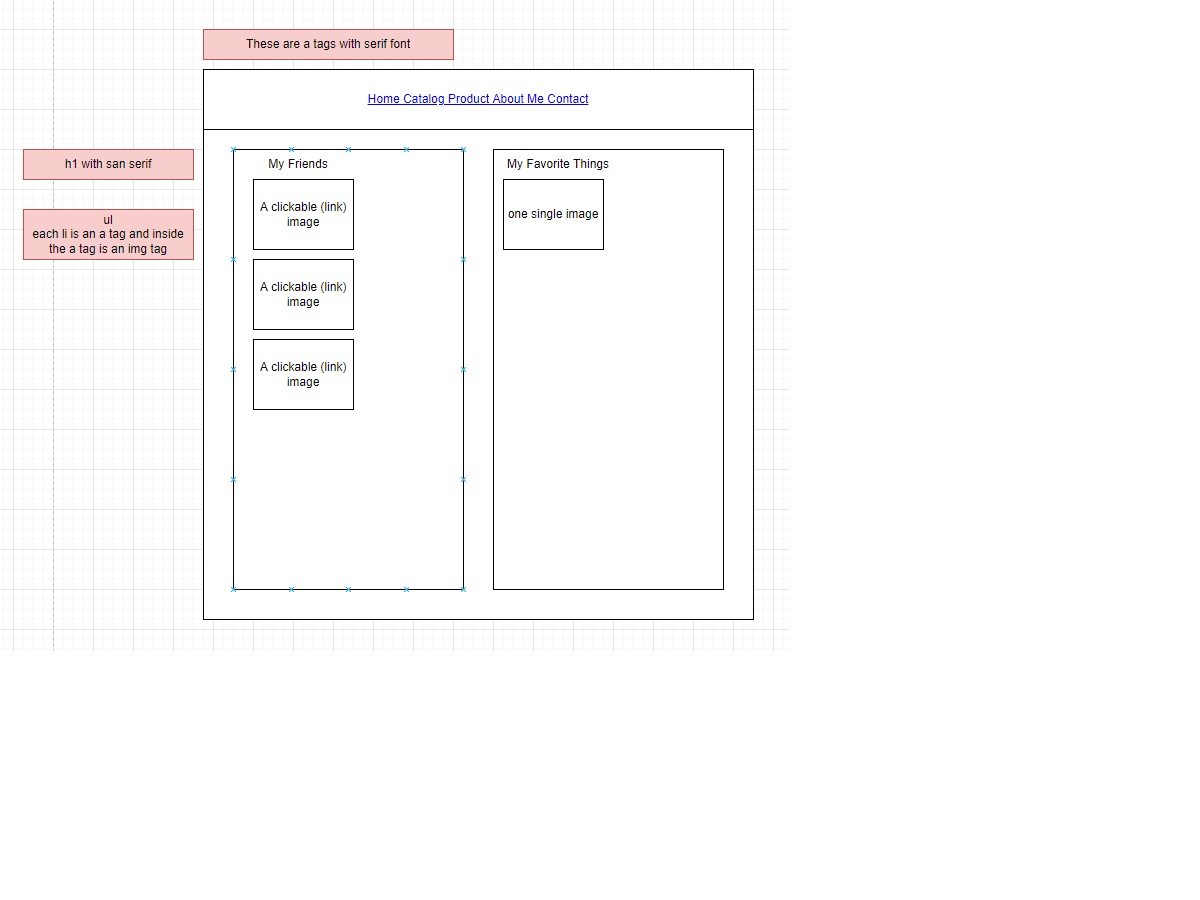 These are a tags with serif font
Home Catalog Product About Me Contact
h1 with san serif
ul
each li is an a tag and inside
the a tag is an img tag
My Friends
A clickable (link)
image
A clickable (link)
image
A clickable (link)
image
My Favorite Things
one single image